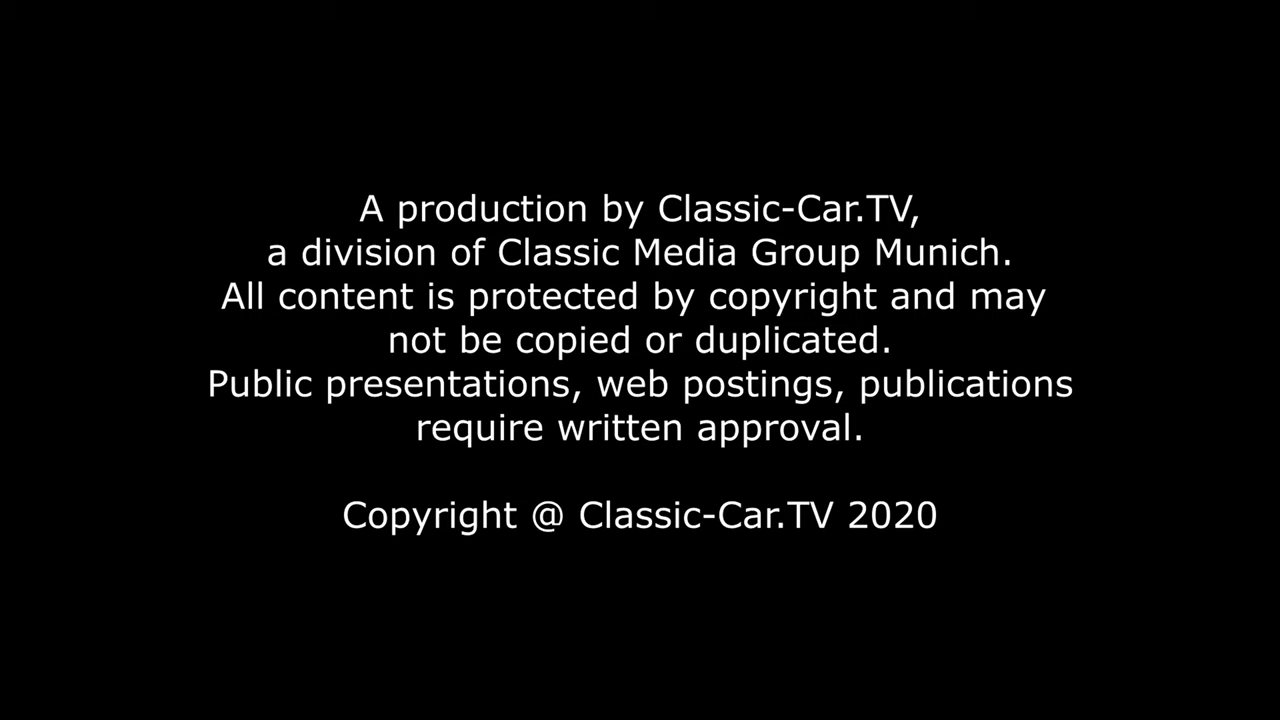 A production by Classic-Car.TV,
a division of Classic Media Group Munich.
All content is protected by copyright and may
not be copied or duplicated.
Public presentations, web postings, publications
require written approval.
Copyright @ Classic-Car.TV 2020